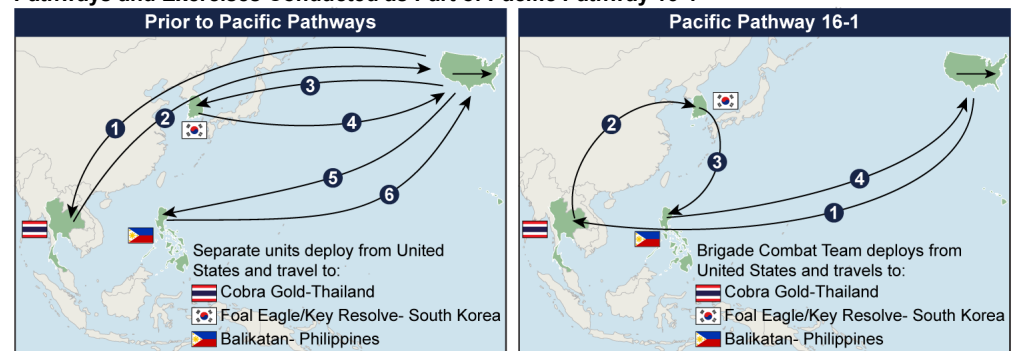 Prior to Pacific Pathways
1
2
3
4
5
6
Separate units deploy from United
States and travel to:
Cobra Gold-Thailand
Foal Eagle/Key Resolve- South Korea
Balikatan- Philippines
Pacific Pathway 16-1
2
3
4
1
Brigade Combat Team deploys from
United States and travels to:
Cobra Gold-Thailand
Foal Eagle/Key Resolve- South Korea
Balikatan- Philippines